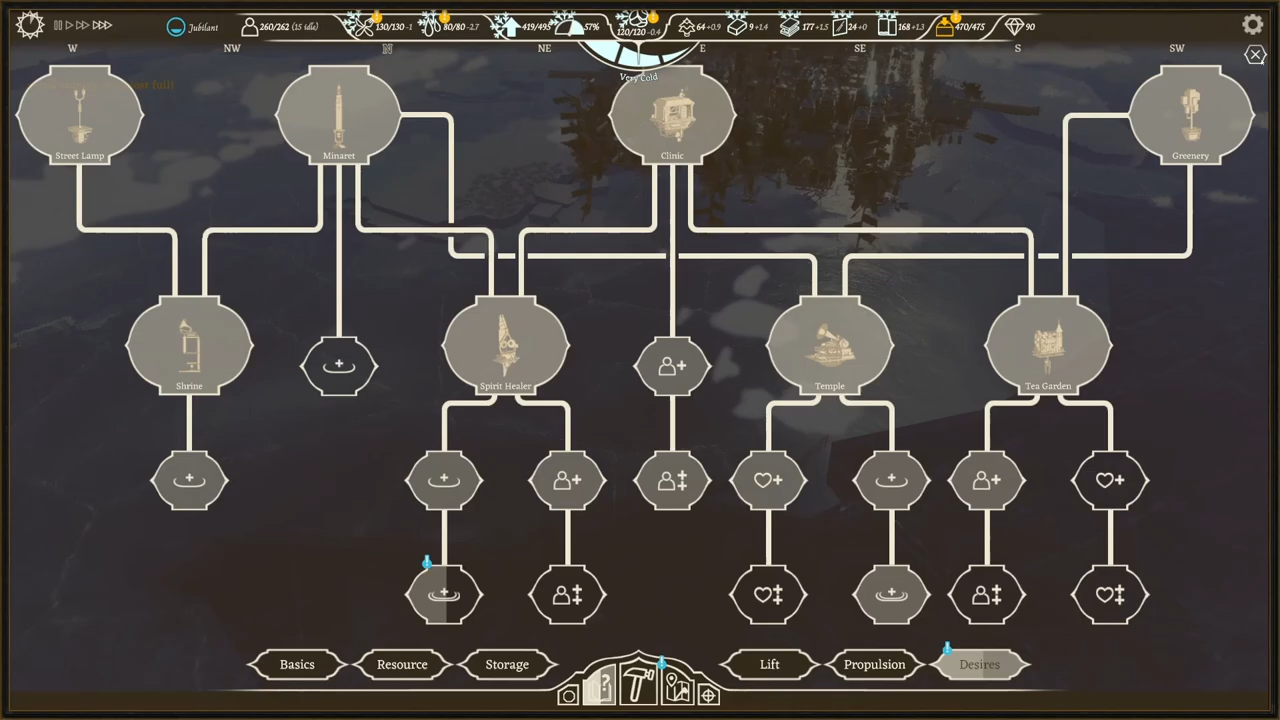 Jubilant
260/262 (15 idle)
130/130 -1
80/80 -2.7
419/495
57%
120/120 -0.4
64 +0.9
9 +1.4
177 +1.5
24 +0
168 +1.3
470/475
90
W
NW
N
NE
E
SE
S
SW
Very Cold
Street Lamp
Minaret
Clinic
Greenery
Shrine
Spirit Healer
Temple
Tea Garden
Basics
Resource
Storage
Lift
Propulsion
Desires